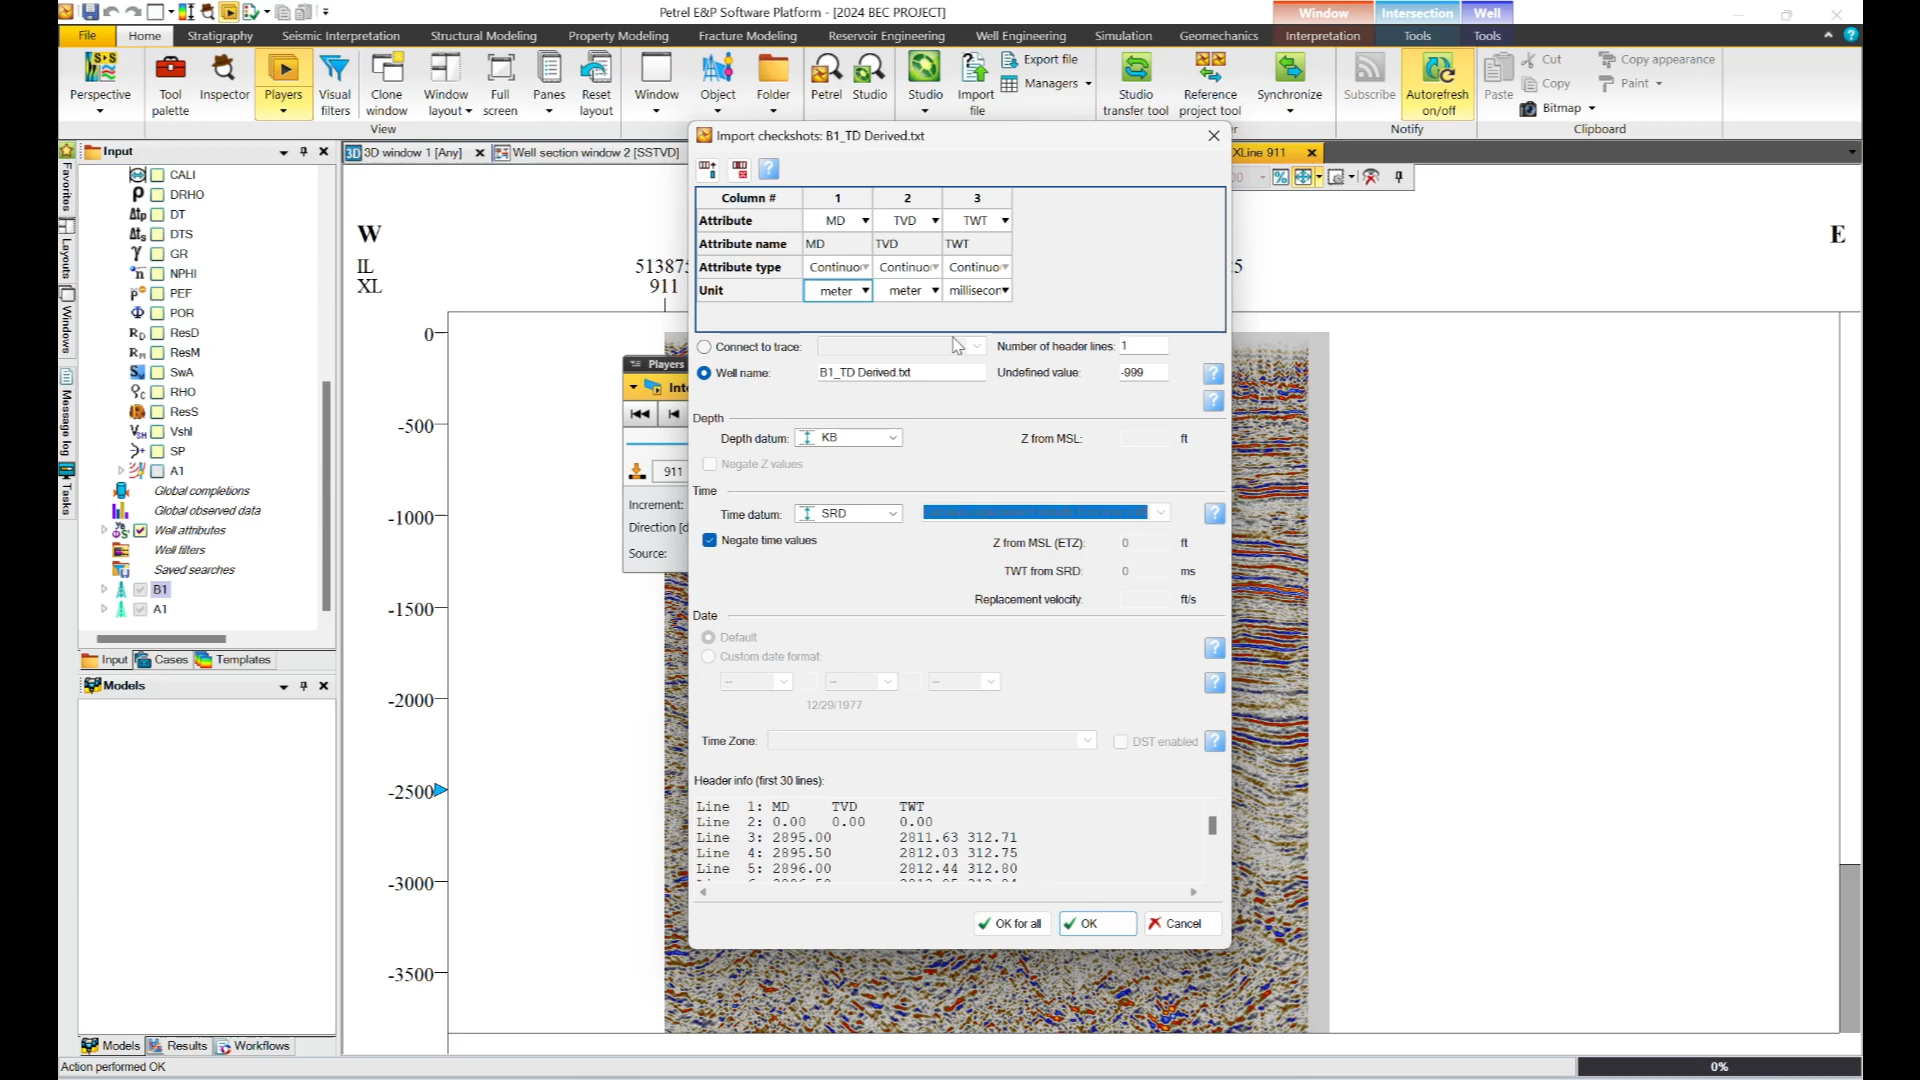 Petrel E&P Software Platform - [2024 BEC PROJECT]
Window Intersection Well
File Home Stratigraphy Seismic Interpretation Structural Modeling Property Modeling Fracture Modeling Reservoir Engineering Well Engineering Simulation Geomechanics Interpretation Tools Tools
Perspective
Tool palette
Inspector
Players
Visual filters
Clone window
Window layout
Full screen
Panes
Reset layout
Window
Object
Folder
Petrel
Studio
Studio
Import file
Export file
Managers
Studio transfer tool
Reference project tool
Synchronize
Subscribe
Autorefresh on/off
Paste
Cut
Copy
Bitmap
Copy appearance
Paint
View
Notify
Clipboard
Favorites
Layouts
Windows
Message log
Tasks
Input
CALI
DRHO
DT
DTS
GR
NPHI
PEF
POR
ResD
ResM
SwA
RHO
ResS
Vshl
SP
A1
Global completions
Global observed data
Well attributes
Well filters
Saved searches
B1
A1
Input Cases Templates
Models
Models Results Workflows
Action performed OK
0%
3D window 1 [Any]
Well section window 2 [SSTVD]
XLine 911
W
E
IL
XL
911
0
-500
-1000
-1500
-2000
-2500
-3000
-3500
Players
911
Increment:
Source:
Import checkshots: B1_TD Derived.txt
Column # 1 2 3
Attribute MD TVD TWT
Attribute name MD TVD TWT
Attribute type Continuo Continuo Continuo
Unit meter meter millisecon
Connect to trace:
Number of header lines: 1
Well name: B1_TD Derived.txt
Undefined value: -999
Depth
Depth datum: KB
Z from MSL: ft
Negate Z values
Time
Time datum: SRD
Negate time values
Z from MSL (ETZ): 0 ft
TWT from SRD: 0 ms
Replacement velocity: ft/s
Date
Default
Custom date format:
12/29/1977
Time Zone:
DST enabled
Header info (first 30 lines):
Line 1: MD TVD TWT
Line 2: 0.00 0.00 0.00
Line 3: 2895.00 2811.63 312.71
Line 4: 2895.50 2812.03 312.75
Line 5: 2896.00 2812.44 312.80
OK for all
OK
Cancel